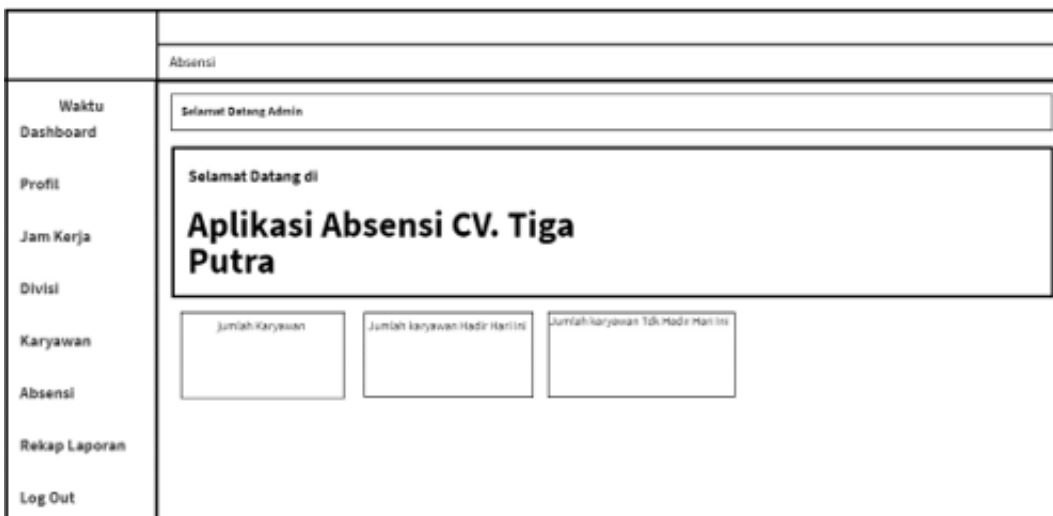 Absensi
Waktu
Dashboard
Profil
Jam Kerja
Divisi
Karyawan
Absensi
Rekap Laporan
Log Out
Selamat Datang Admin
Selamat Datang di
Aplikasi Absensi CV. Tiga
Putra
Jumlah Karyawan
Jumlah karyawan Hadir Hari Ini
Jumlah karyawan Tdk Hadir Hari Ini